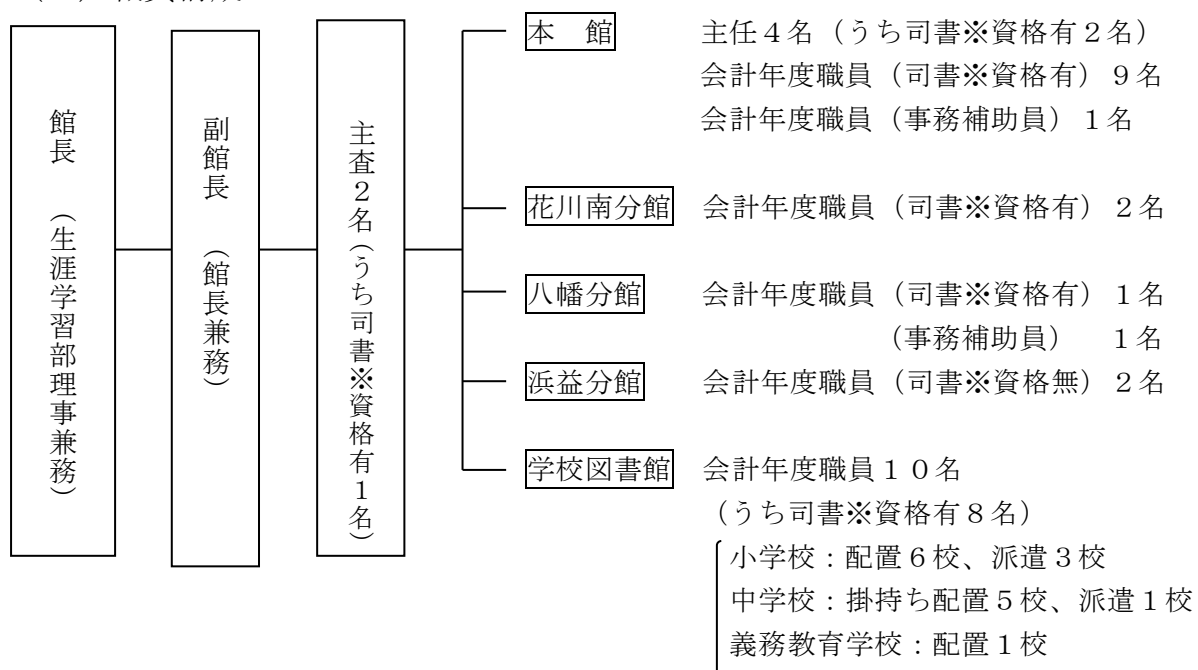 館長（生涯学習部理事兼務）
副館長（館長兼務）
主査２名（うち司書※資格有１名）
本　館　主任４名（うち司書※資格有２名）
会計年度職員（司書※資格有）９名
会計年度職員（事務補助員）１名
花川南分館　会計年度職員（司書※資格有）２名
八幡分館　会計年度職員（司書※資格有）１名
（事務補助員）　１名
浜益分館　会計年度職員（司書※資格無）２名
学校図書館　会計年度職員１０名
（うち司書※資格有８名）
小学校：配置６校、派遣３校
中学校：掛持ち配置５校、派遣１校
義務教育学校：配置１校